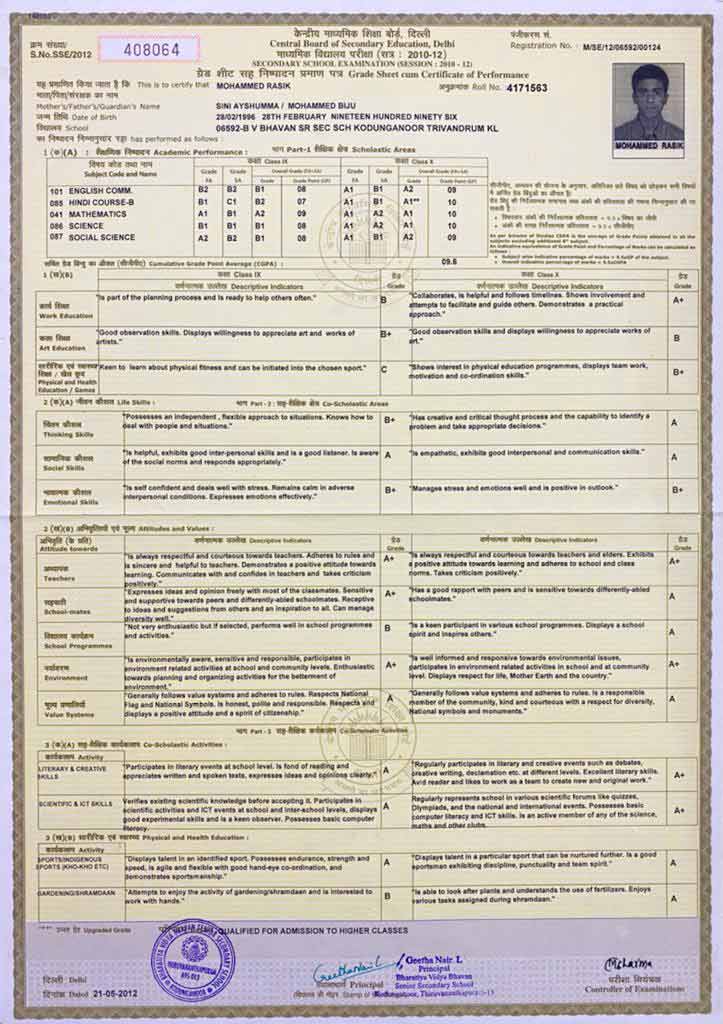 केन्द्रीय माध्यमिक शिक्षा बोर्ड, दिल्ली
Central Board of Secondary Education, Delhi
माध्यमिक विद्यालय परीक्षा (सत्र : 2010-12)
SECONDARY SCHOOL EXAMINATION (SESSION : 2010 - 12)
ग्रेड शीट सह निष्पादन प्रमाण पत्र Grade Sheet cum Certificate of Performance
क्रम संख्या/
S.No.SSE/2012 408064
पंजीकरण सं.
Registration No. : M/SE/12/06592/00124
यह प्रमाणित किया जाता है कि This is to certify that MOHAMMED RASIK
अनुक्रमांक Roll No. 4171563
माता/पिता/संरक्षक का नाम
Mother's/Father's/Guardian's Name SINI AYSHUMMA / MOHAMMED BIJU
जन्म तिथि Date of Birth 28/02/1996 28TH FEBRUARY NINETEEN HUNDRED NINETY SIX
विद्यालय School 06592-B V BHAVAN SR SEC SCH KODUNGANOOR TRIVANDRUM KL
has performed as follows
MOHAMMED RASIK
1 (क)(A) : शैक्षणिक निष्पादन Academic Performance : भाग Part-1 शैक्षिक क्षेत्र Scholastic Areas
विषय कोड तथा नाम Subject Code and Name
कक्षा Class IX कक्षा Class X
Grade FA Grade SA Overall Grade (FA+SA) Grade Grade Point (GP) Grade FA Grade SA Overall Grade (FA+SA) Grade Grade Point (GP)
101 ENGLISH COMM. B2 B2 B1 08 A1 B1 A2 09
085 HINDI COURSE-B B1 C1 B2 07 A1 B1 A1** 10
041 MATHEMATICS A1 B1 A2 09 A1 A2 A1 10
086 SCIENCE B1 B2 B1 08 A1 A2 A1 10
087 SOCIAL SCIENCE A2 B2 B1 08 A1 B1 A2 09
Cumulative Grade Point Average (CGPA) : 09.6
1 (ख)(B) कक्षा Class IX ग्रेड कक्षा Class X ग्रेड
वर्णनात्मक उल्लेख Descriptive Indicators Grade वर्णनात्मक उल्लेख Descriptive Indicators Grade
कार्य शिक्षा
Work Education
"Is part of the planning process and is ready to help others often." B
"Collaborates, is helpful and follows timelines. Shows involvement and
attempts to facilitate and guide others. Demonstrates a practical
approach." A+
कला शिक्षा
Art Education
"Good observation skills. Displays willingness to appreciate art and works of
artists." B+
"Good observation skills and displays willingness to appreciate works of
art." B
Physical and Health
Education / Games
"Keen to learn about physical fitness and can be initiated into the chosen sport." C
"Shows interest in physical education programmes, displays team work,
motivation and co-ordination skills." B+
2 (क)(A) जीवन कौशल Life Skills : भाग Part - 2 : सह-शैक्षिक क्षेत्र Co-Scholastic Areas
चिंतन कौशल
Thinking Skills
"Possesses an independent , flexible approach to situations. Knows how to
deal with people and situations." B+
"Has creative and critical thought process and the capability to identify a
problem and take appropriate decisions." A
सामाजिक कौशल
Social Skills
"Is helpful, exhibits good inter-personal skills and is a good listener. Is aware
of the social norms and responds appropriately." A
"Is empathetic, exhibits good interpersonal and communication skills." A
भावात्मक कौशल
Emotional Skills
"Is self confident and deals well with stress. Remains calm in adverse
interpersonal conditions. Expresses emotions effectively." B+
"Manages stress and emotions well and is positive in outlook." B+
2 (ख)(B) अभिवृत्तियाँ एवं मूल्य Attitudes and Values :
अभिवृत्ति (के प्रति) वर्णनात्मक उल्लेख Descriptive Indicators ग्रेड वर्णनात्मक उल्लेख Descriptive Indicators ग्रेड
Attitude towards Grade Grade
अध्यापक
Teachers
"Is always respectful and courteous towards teachers. Adheres to rules and
is sincere and helpful to teachers. Demonstrates a positive attitude towards
learning. Communicates with and confides in teachers and takes criticism
positively." A+
"Is always respectful and courteous towards teachers and elders. Exhibits
a positive attitude towards learning and adheres to school and class
norms. Takes criticism positively." A+
सहपाठी
School-mates
"Expresses ideas and opinion freely with most of the classmates. Sensitive
and supportive towards peers and differently-abled schoolmates. Receptive
to ideas and suggestions from others and an inspiration to all. Can manage
diversity well." A+
"Has a good rapport with peers and is sensitive towards differently-abled
schoolmates." A
विद्यालय कार्यक्रम
School Programmes
"Not very enthusiastic but if selected, performs well in school programmes
and activities." B
"Is a keen participant in various school programmes. Displays a school
spirit and inspires others." A
पर्यावरण
Environment
"Is environmentally aware, sensitive and responsible, participates in
environment related activities at school and community levels. Enthusiastic
towards planning and organizing activities for the betterment of
environment." A+
"Is well informed and responsive towards environmental issues,
participates in environment related activities in school and at community
level. Displays respect for life, Mother Earth and the country." A+
मूल्य प्रणालियाँ
Value Systems
"Generally follows value systems and adheres to rules. Respects National
Flag and National Symbols. Is honest, polite and responsible. Respects and
displays a positive attitude and a spirit of citizenship." A
"Generally follows value systems and adheres to rules. Is a responsible
member of the community, kind and courteous with a respect for diversity,
National symbols and monuments." A
भाग Part - 3 सह-शैक्षिक कार्यकलाप Co-Scholastic Activities
3 (क)(A) सह-शैक्षिक कार्यकलाप Co-Scholastic Activities :
कार्यकलाप Activity
LITERARY & CREATIVE
SKILLS
"Participates in literary events at school level. Is fond of reading and
appreciates written and spoken texts, expresses ideas and opinions clearly." A
"Regularly participates in literary and creative events such as debates,
creative writing, declamation etc. at different levels. Excellent literary skills.
Avid reader and likes to work as a team to create new and original work." A+
SCIENTIFIC & ICT SKILLS
Verifies existing scientific knowledge before accepting it. Participates in
scientific activities and ICT events at school and inter-school levels, displays
good experimental skills and is a keen observer. Possesses basic computer
literacy. A
Regularly represents school in various scientific forums like quizzes,
Olympiads, and the national and international events. Possesses basic
computer literacy and ICT skills. Is an active member of any of the science,
maths and other clubs. A+
3 (ख)(B) शारीरिक एवं स्वास्थ्य Physical and Health Education :
कार्यकलाप Activity
SPORTS/INDIGENOUS
SPORTS (KHO-KHO ETC)
"Displays talent in an identified sport. Possesses endurance, strength and
speed, is agile and flexible with good hand-eye co-ordination, and
demonstrates sportsmanship." A
"Displays talent in a particular sport that can be nurtured further. Is a good
sportsman exhibiting discipline, punctuality and team spirit." A
GARDENING/SHRAMDAAN
"Attempts to enjoy the activity of gardening/shramdaan and is interested to
work with hands." B
"Is able to look after plants and understands the use of fertilizers. Enjoys
various tasks assigned during shramdaan." A
Upgraded Grade QUALIFIED FOR ADMISSION TO HIGHER CLASSES
दिल्ली Delhi
दिनांक Dated 21-05-2012
Geetha Nair. L
Principal
Bharatiya Vidya Bhavan
Senior Secondary School
Kodunganoor, Thiruvananthapuram-13
Principal
परीक्षा नियंत्रक
Controller of Examinations